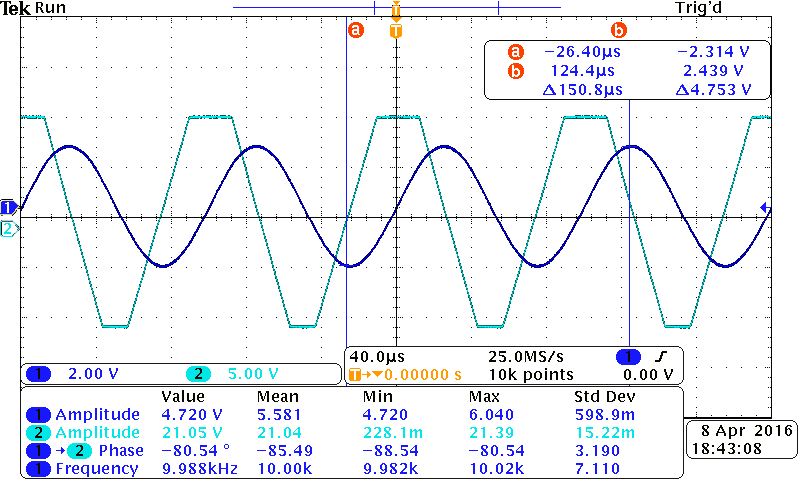 Tek Run Trig'd
T
a b
T
a −26.40µs −2.314 V
b 124.4µs 2.439 V
Δ150.8µs Δ4.753 V
1
2
1 2.00 V 2 5.00 V
40.0µs 25.0MS/s 1
T→▼0.00000 s 10k points 0.00 V
Value Mean Min Max Std Dev
1 Amplitude 4.720 V 5.581 4.720 6.040 598.9m
2 Amplitude 21.05 V 21.04 228.1m 21.39 15.22m
1 → 2 Phase −80.54 ° −85.49 −88.54 −80.54 3.190
1 Frequency 9.988kHz 10.00k 9.982k 10.02k 7.110
8 Apr 2016
18:43:08